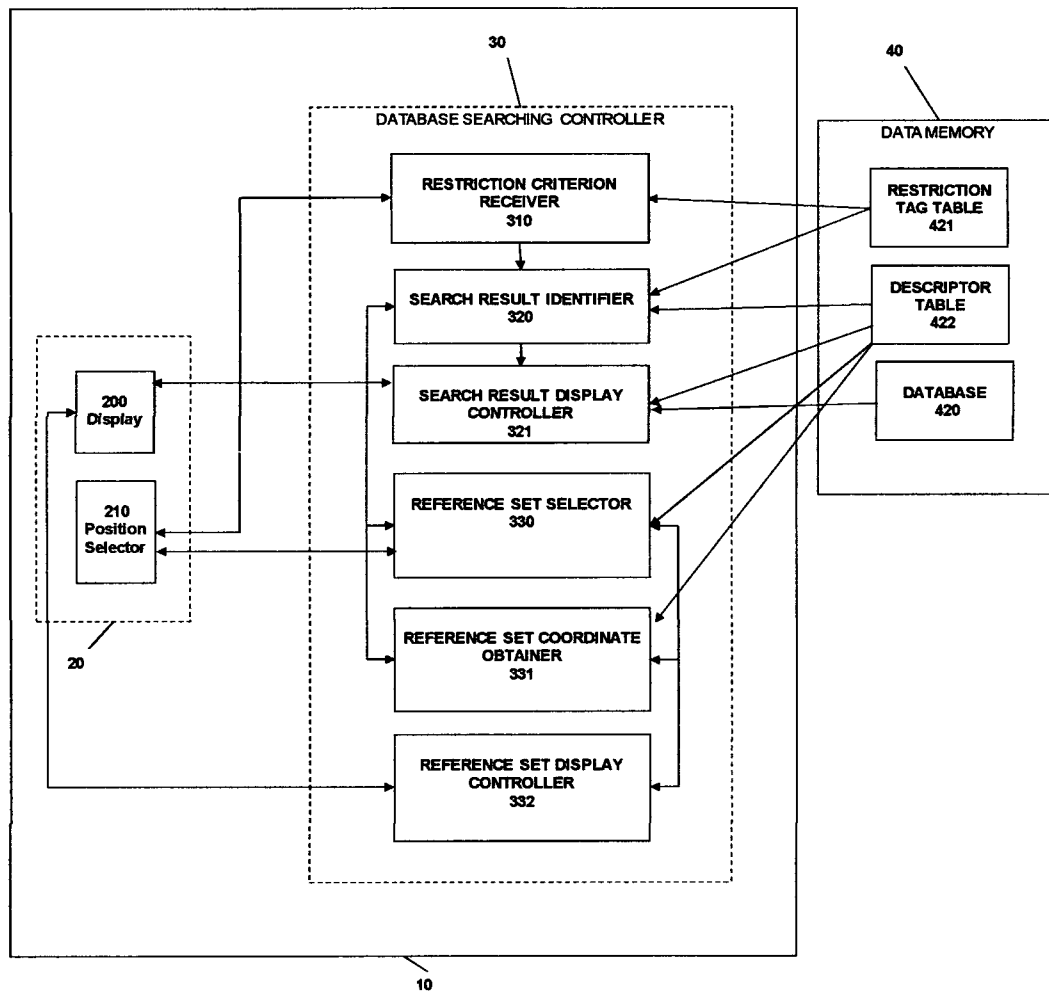 30
40
DATABASE SEARCHING CONTROLLER
DATA MEMORY
RESTRICTION CRITERION
RECEIVER
310
RESTRICTION
TAG TABLE
421
SEARCH RESULT IDENTIFIER
320
DESCRIPTOR
TABLE
422
SEARCH RESULT DISPLAY
CONTROLLER
321
DATABASE
420
200
Display
210
Position
Selector
REFERENCE SET SELECTOR
330
REFERENCE SET COORDINATE
OBTAINER
331
20
REFERENCE SET DISPLAY
CONTROLLER
332
10